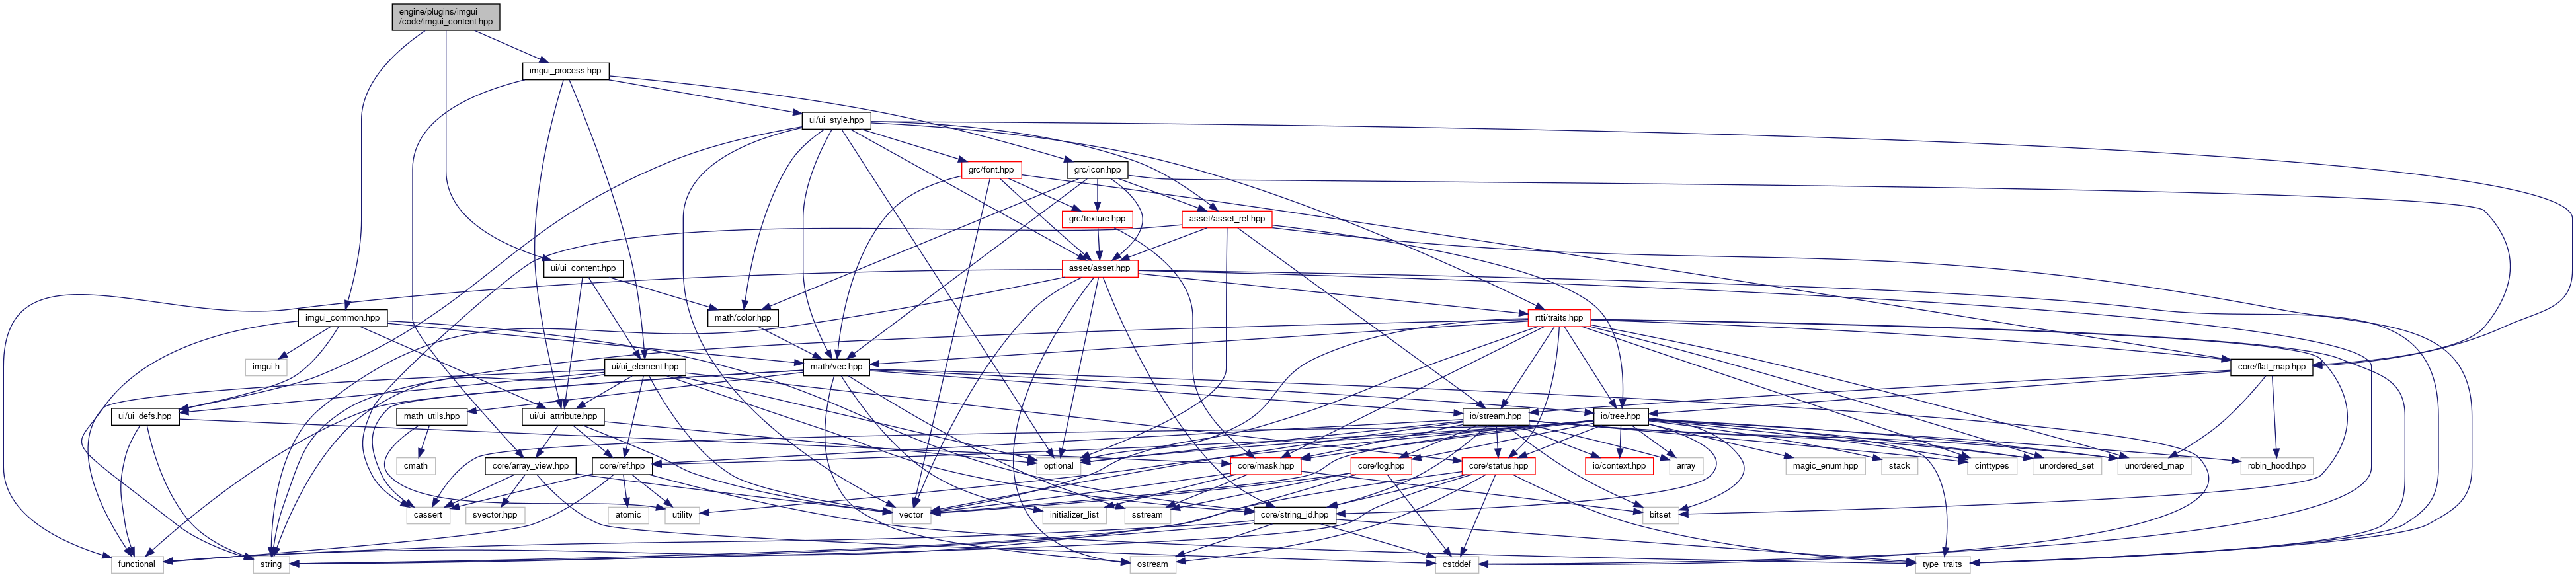 engine/plugins/imgui
/code/imgui_content.hpp
imgui_process.hpp
ui/ui_style.hpp
grc/font.hpp
grc/icon.hpp
grc/texture.hpp
asset/asset_ref.hpp
ui/ui_content.hpp
asset/asset.hpp
imgui_common.hpp
math/color.hpp
rtti/traits.hpp
imgui.h
ui/ui_element.hpp
math/vec.hpp
core/flat_map.hpp
ui/ui_defs.hpp
math_utils.hpp
ui/ui_attribute.hpp
io/stream.hpp
io/tree.hpp
cmath
core/array_view.hpp
core/ref.hpp
optional
core/mask.hpp
core/log.hpp
core/status.hpp
io/context.hpp
array
magic_enum.hpp
stack
cinttypes
unordered_set
unordered_map
robin_hood.hpp
cassert
svector.hpp
atomic
utility
vector
initializer_list
sstream
core/string_id.hpp
bitset
functional
string
ostream
cstddef
type_traits